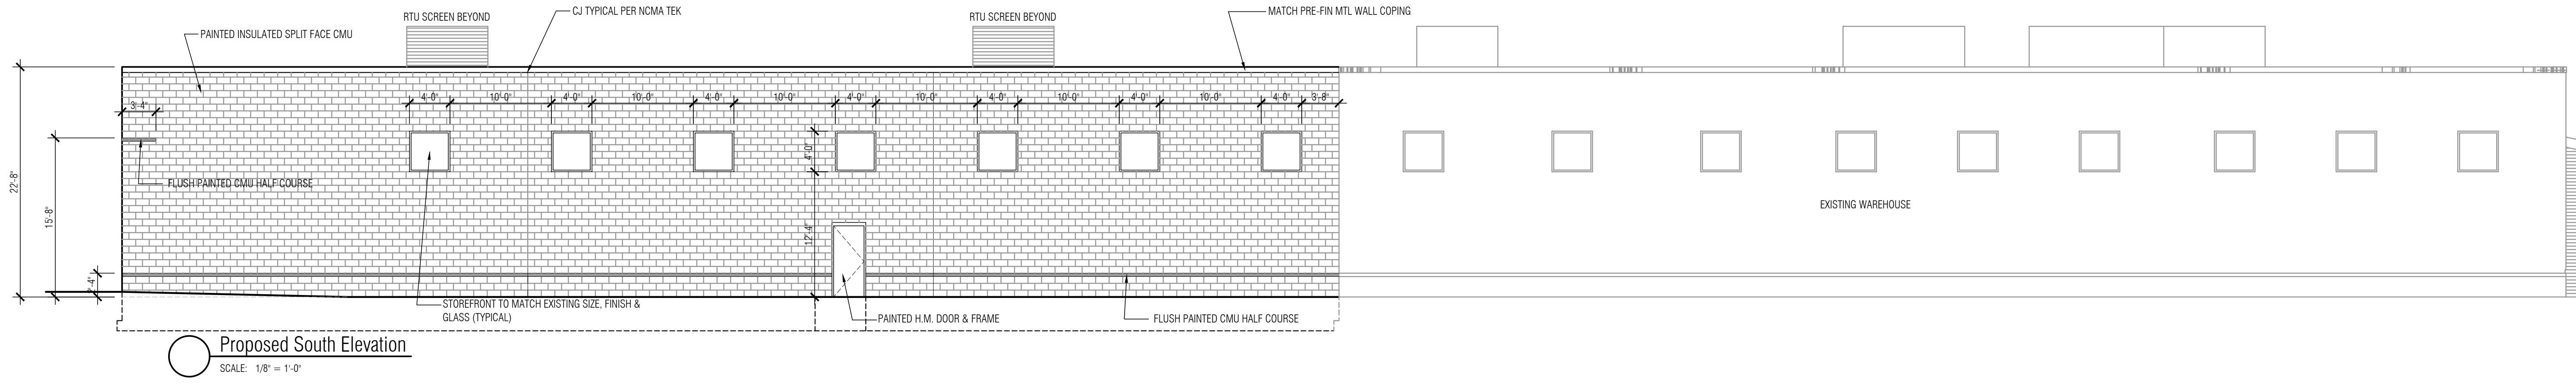 RTU SCREEN BEYOND
CJ TYPICAL PER NCMA TEK
RTU SCREEN BEYOND
MATCH PRE-FIN MTL WALL COPING
PAINTED INSULATED SPLIT FACE CMU
3'-4"
4'-0"
10'-0"
4'-0"
10'-0"
4'-0"
10'-0"
4'-0"
10'-0"
4'-0"
10'-0"
4'-0"
10'-0"
4'-0"
3'-8"
4'-0"
22'-8"
FLUSH PAINTED CMU HALF COURSE
15'-8"
EXISTING WAREHOUSE
12'-4"
STOREFRONT TO MATCH EXISTING SIZE, FINISH &
GLASS (TYPICAL)
PAINTED H.M. DOOR & FRAME
FLUSH PAINTED CMU HALF COURSE
Proposed South Elevation
SCALE: 1/8" = 1'-0"